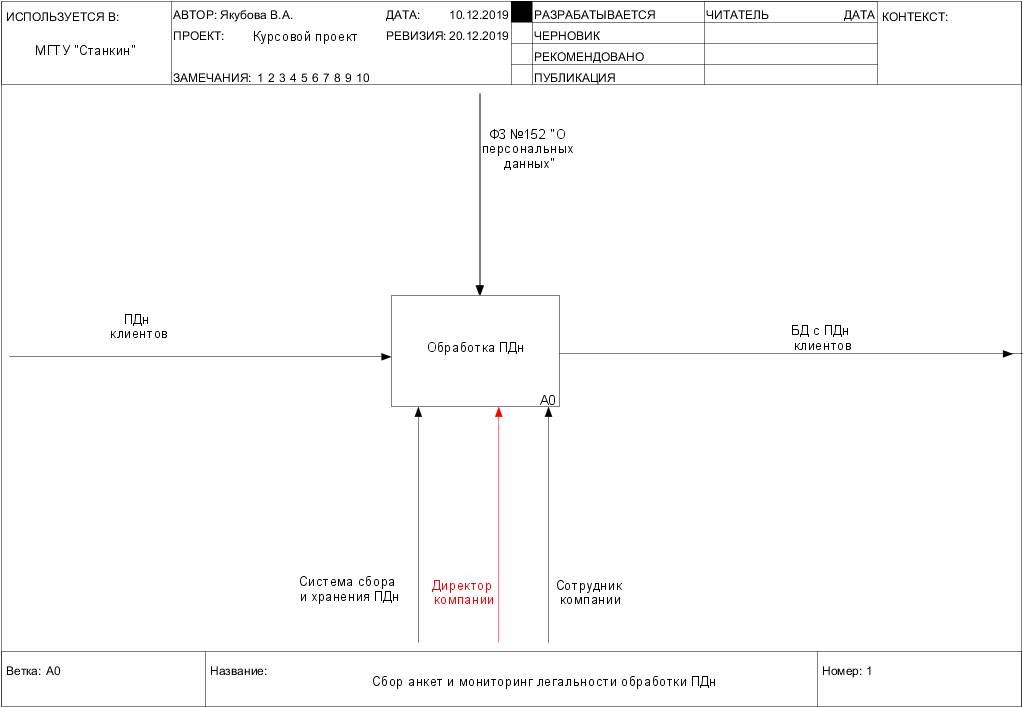 ИСПОЛЬЗУЕТСЯ В:
МГТУ "Станкин"
АВТОР: Якубова В.А.
ДАТА: 10.12.2019
ПРОЕКТ: Курсовой проект
РЕВИЗИЯ: 20.12.2019
ЗАМЕЧАНИЯ: 1 2 3 4 5 6 7 8 9 10
РАЗРАБАТЫВАЕТСЯ
ЧЕРНОВИК
РЕКОМЕНДОВАНО
ПУБЛИКАЦИЯ
ЧИТАТЕЛЬ ДАТА
КОНТЕКСТ:
ФЗ №152 "О
персональных
данных"
ПДн
клиентов
Обработка ПДн
A0
БД с ПДн
клиентов
Система сбора
и хранения ПДн
Директор
компании
Сотрудник
компании
Ветка: A0
Название:
Сбор анкет и мониторинг легальности обработки ПДн
Номер: 1